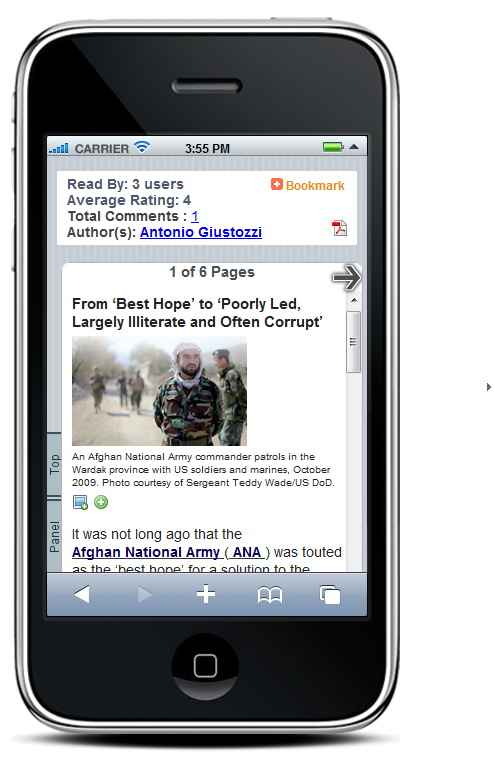 CARRIER 3:55 PM
Read By: 3 users
Bookmark
Average Rating: 4
Total Comments : 1
Author(s): Antonio Giustozzi
1 of 6 Pages
From ‘Best Hope’ to ‘Poorly Led,
Largely Illiterate and Often Corrupt’
An Afghan National Army commander patrols in the
Wardak province with US soldiers and marines, October
2009. Photo courtesy of Sergeant Teddy Wade/US DoD.
Top
Panel
It was not long ago that the
Afghan National Army ( ANA ) was touted
as the ‘best hope’ for a solution to the